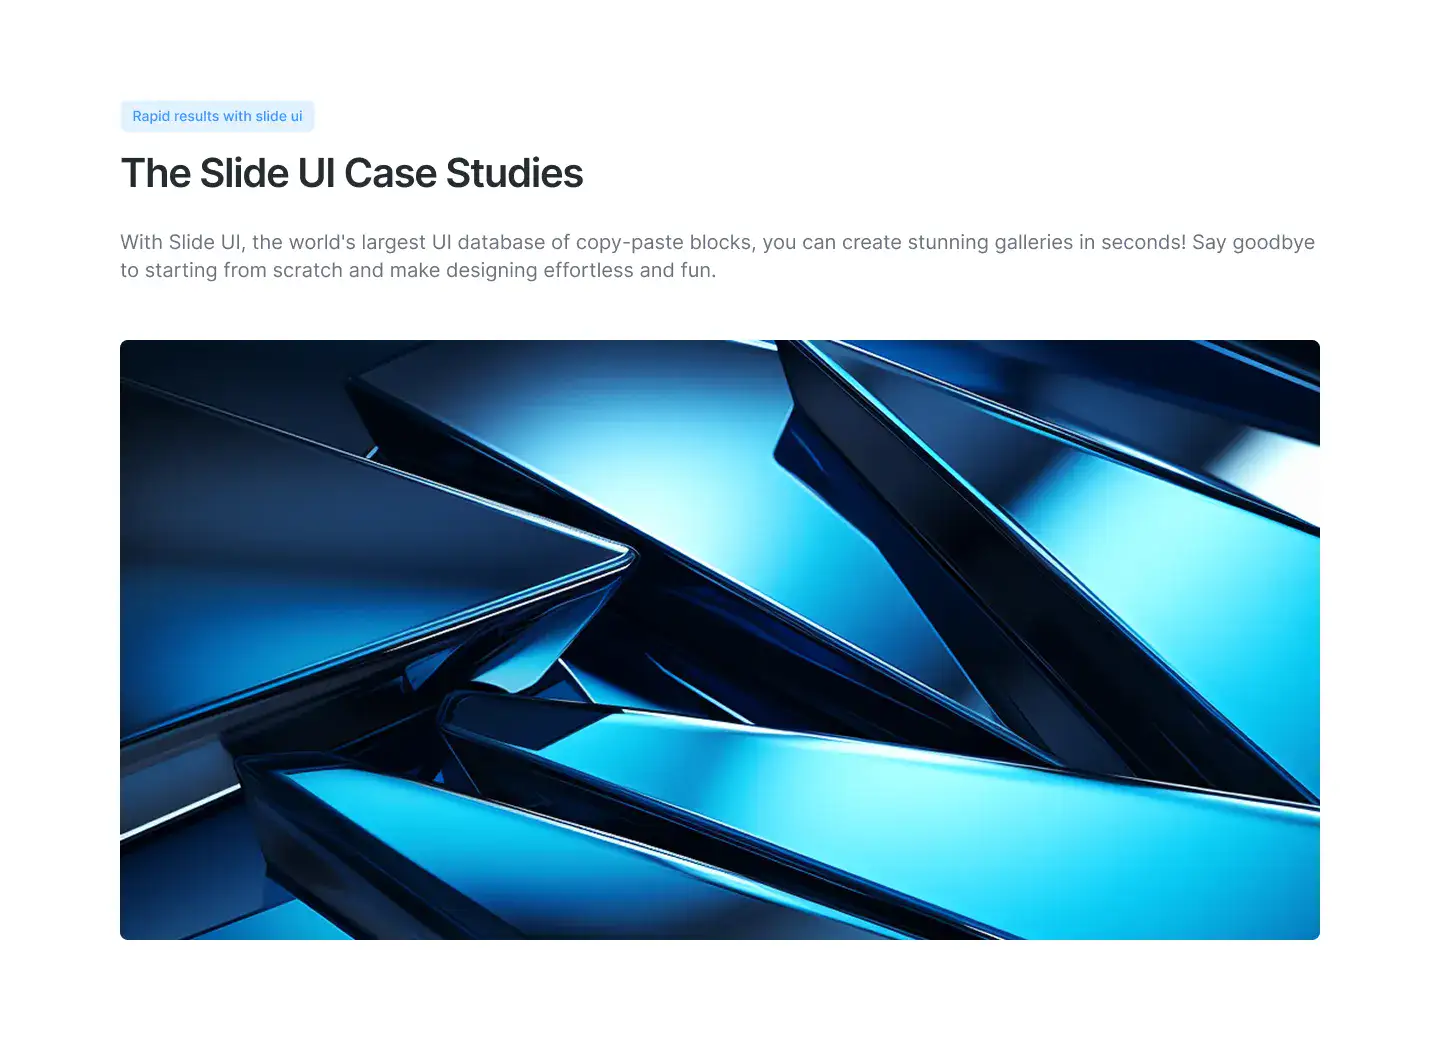 Rapid results with slide ui
The Slide UI Case Studies
With Slide UI, the world's largest UI database of copy-paste blocks, you can create stunning galleries in seconds! Say goodbye
to starting from scratch and make designing effortless and fun.